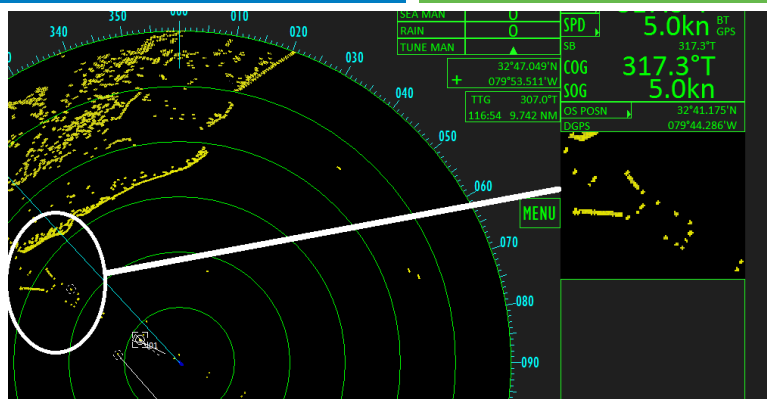 340
350
000
010
020
030
040
050
060
070
080
090
SEA MAN 0
RAIN 0
TUNE MAN ▲
+ 32°47.049'N
079°53.511'W
TTG 307.0°T
116:54 9.742 NM
MENU
01
SPD 5.0kn BT GPS
SB 317.3°T
COG 317.3°T
SOG 5.0kn
OS POSN 32°41.175'N
DGPS 079°44.286'W